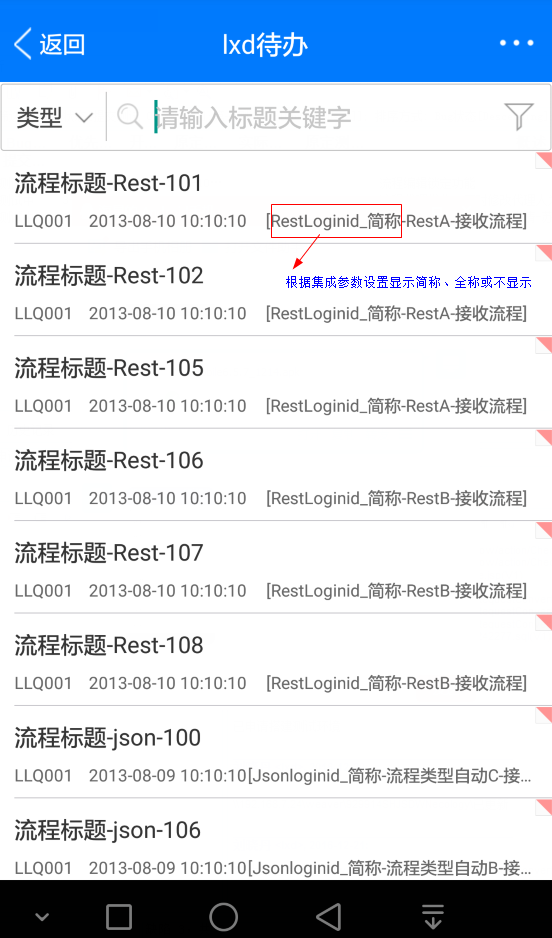 返回
lxd待办
类型
请输入标题关键字
流程标题-Rest-101
LLQ001 2013-08-10 10:10:10 [RestLoginid_简称-RestA-接收流程]
流程标题-Rest-102
根据集成参数设置显示简称、全称或不显示
LLQ001 2013-08-10 10:10:10 [RestLoginid_简称-RestA-接收流程]
流程标题-Rest-105
LLQ001 2013-08-10 10:10:10 [RestLoginid_简称-RestA-接收流程]
流程标题-Rest-106
LLQ001 2013-08-10 10:10:10 [RestLoginid_简称-RestB-接收流程]
流程标题-Rest-107
LLQ001 2013-08-10 10:10:10 [RestLoginid_简称-RestB-接收流程]
流程标题-Rest-108
LLQ001 2013-08-10 10:10:10 [RestLoginid_简称-RestB-接收流程]
流程标题-json-100
LLQ001 2013-08-09 10:10:10[Jsonloginid_简称-流程类型自动C-接...
流程标题-json-106
LLQ001 2013-08-09 10:10:10[Jsonloginid_简称-流程类型自动B-接...